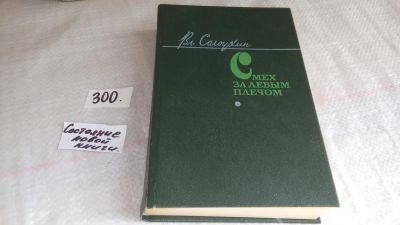 Вл. Солоухин
Смех
за левым
плечом
300.
Состояние
новой
книги.